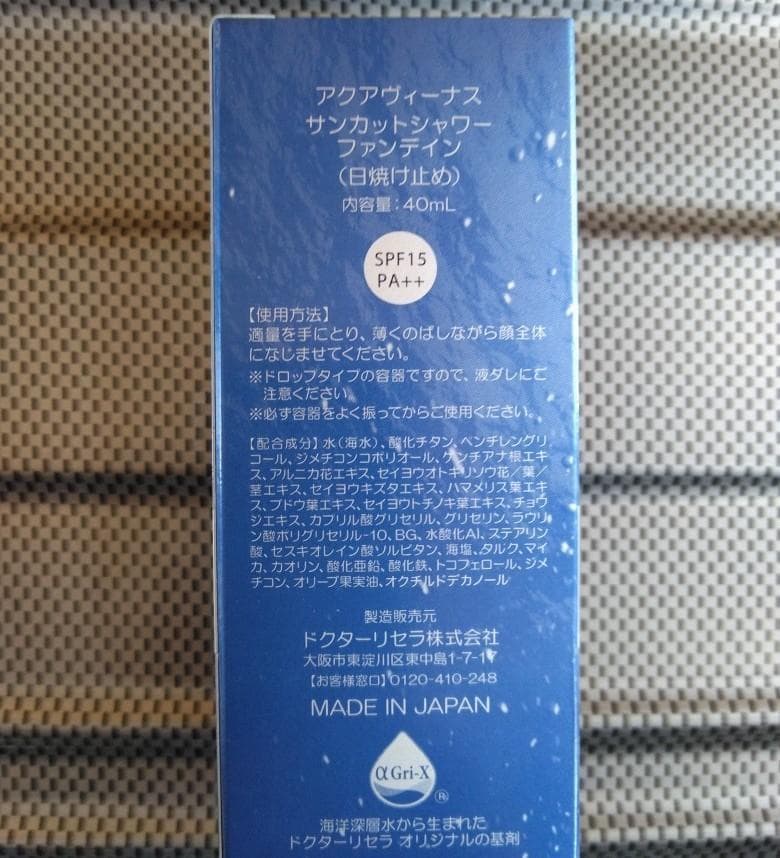 アクアヴィーナス
サンカットシャワー
ファンデイン
(日焼け止め)
内容量:40mL
SPF15
PA++
【使用方法】
適量を手にとり、薄くのばしながら顔全体
になじませてください。
※ドロップタイプの容器ですので、液ダレにご
注意ください。
※必ず容器をよく振ってからご使用ください。
【配合成分】水(海水)、酸化チタン、ペンチレングリ
コール、ジメチコンコポリオール、ゲンチアナ根エキ
ス、アルニカ花エキス、セイヨウオトギリソウ花/葉/
茎エキス、セイヨウキズタエキス、ハマメリス葉エキ
ス、ブドウ葉エキス、セイヨウトチノキ葉エキス、チョウ
ジエキス、カプリル酸グリセリル、グリセリン、ラウリ
ン酸ポリグリセリル-10、BG、水酸化Al、ステアリン
酸、セスキオレイン酸ソルビタン、海塩、タルク、マイ
カ、カオリン、酸化亜鉛、酸化鉄、トコフェロール、ジメ
チコン、オリーブ果実油、オクチルドデカノール
製造販売元
ドクターリセラ株式会社
大阪市東淀川区東中島1-7-17
【お客様窓口】0120-410-248
MADE IN JAPAN
α Gri-X
®
海洋深層水から生まれた
ドクターリセラ オリジナルの基剤